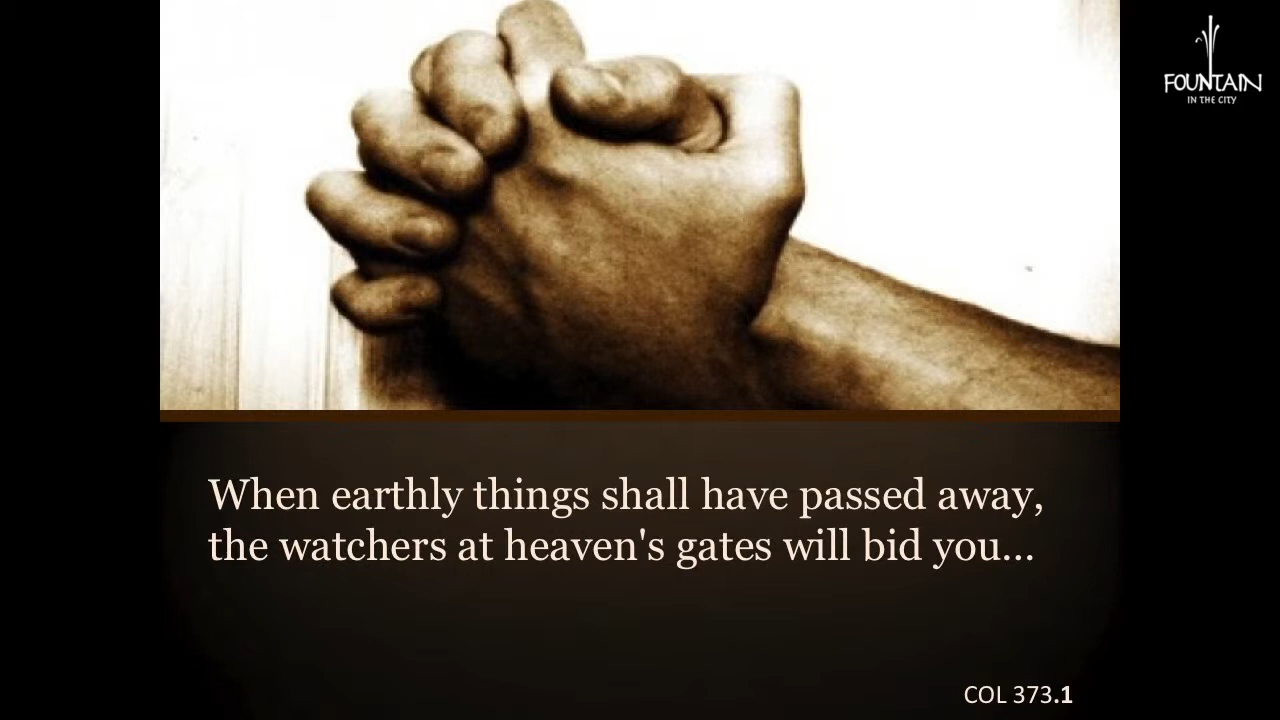 FOUNTAIN
IN THE CITY
When earthly things shall have passed away,
the watchers at heaven's gates will bid you...
COL 373.1